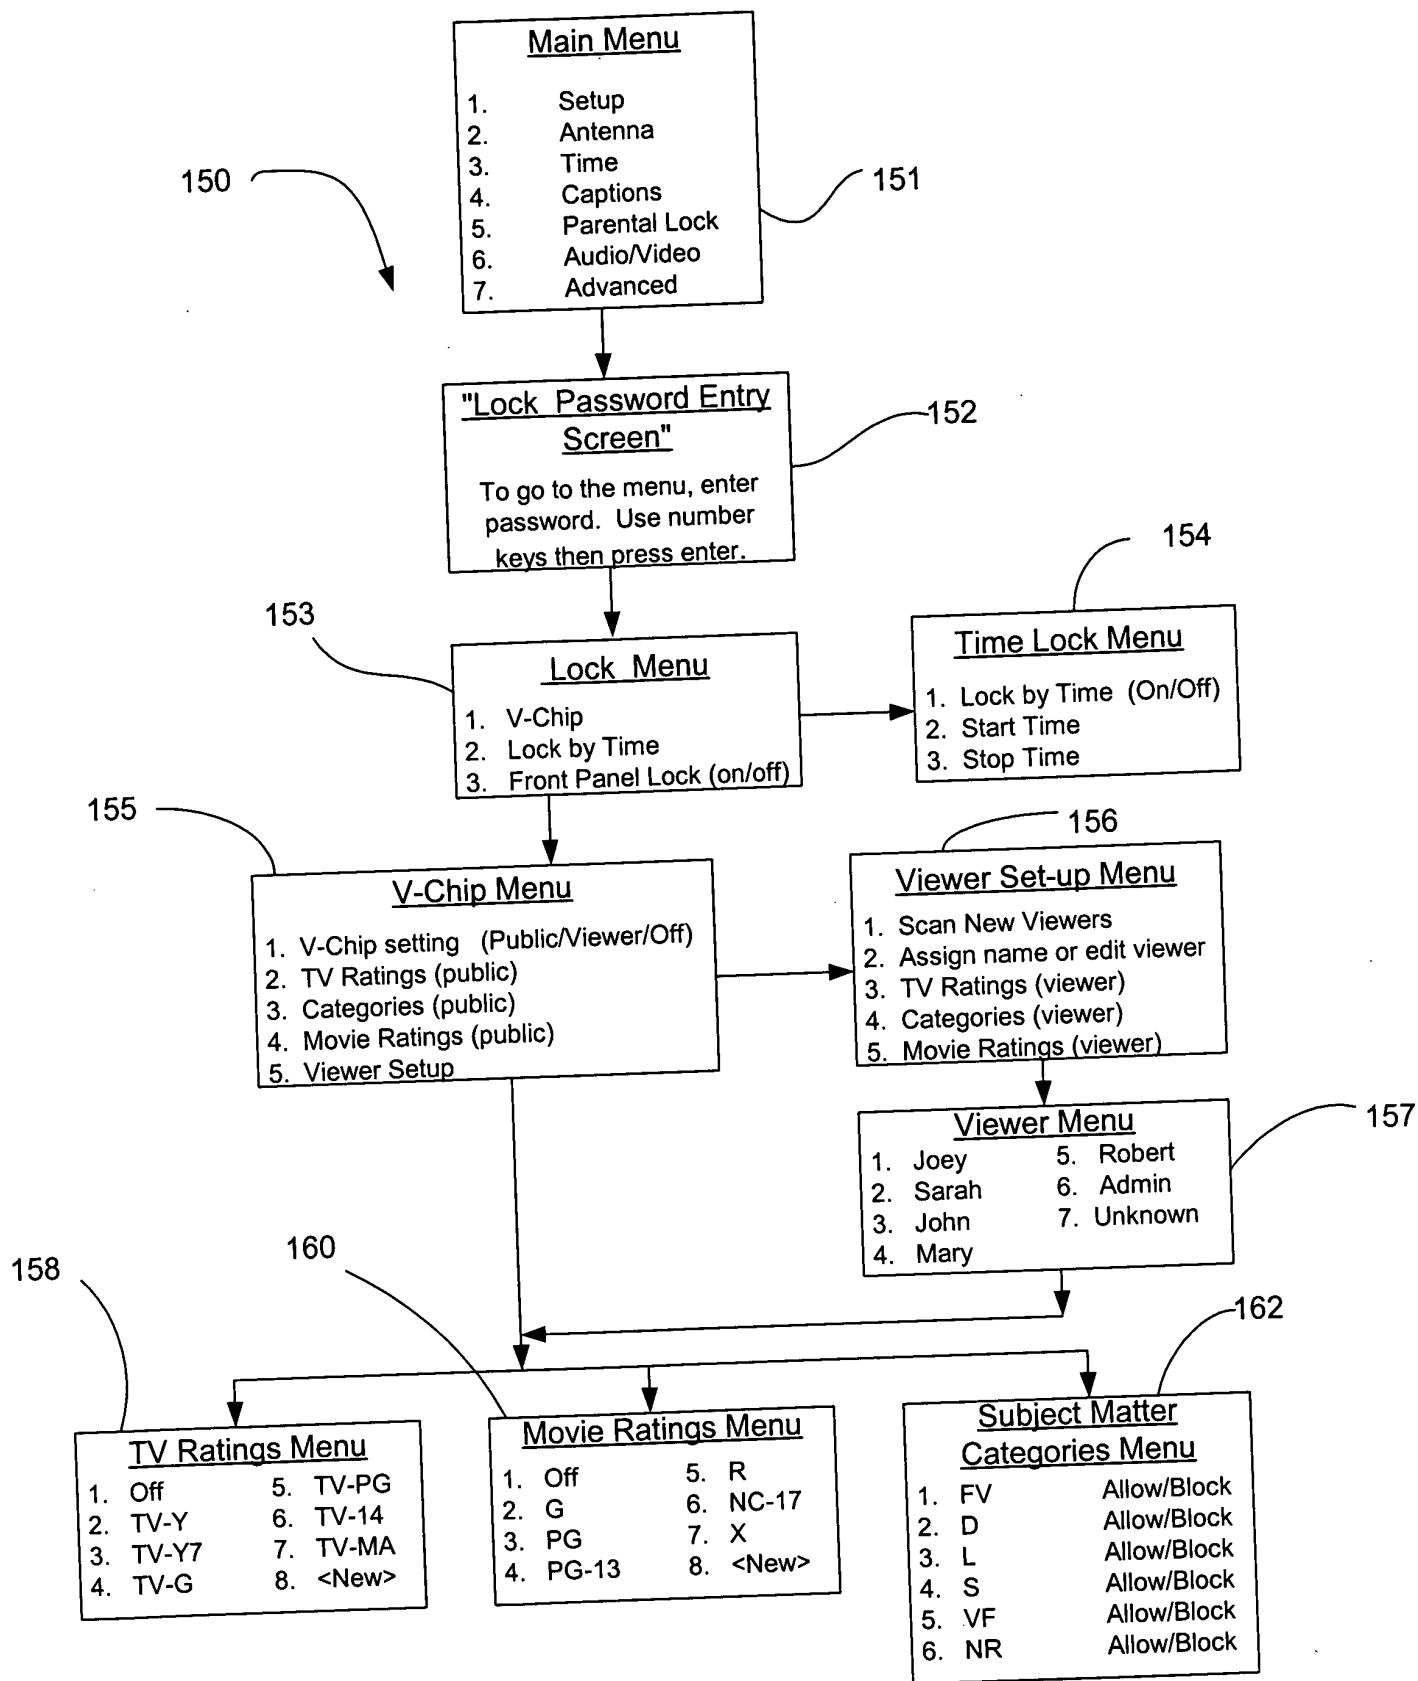 Main Menu
1. Setup
2. Antenna
3. Time
4. Captions
5. Parental Lock
6. Audio/Video
7. Advanced
150
151
"Lock Password Entry
Screen"
To go to the menu, enter
password. Use number
keys then press enter.
152
153
Lock Menu
1. V-Chip
2. Lock by Time
3. Front Panel Lock (on/off)
154
Time Lock Menu
1. Lock by Time (On/Off)
2. Start Time
3. Stop Time
155
V-Chip Menu
1. V-Chip setting (Public/Viewer/Off)
2. TV Ratings (public)
3. Categories (public)
4. Movie Ratings (public)
5. Viewer Setup
156
Viewer Set-up Menu
1. Scan New Viewers
2. Assign name or edit viewer
3. TV Ratings (viewer)
4. Categories (viewer)
5. Movie Ratings (viewer)
157
Viewer Menu
1. Joey 5. Robert
2. Sarah 6. Admin
3. John 7. Unknown
4. Mary
158
TV Ratings Menu
1. Off 5. TV-PG
2. TV-Y 6. TV-14
3. TV-Y7 7. TV-MA
4. TV-G 8. <New>
160
Movie Ratings Menu
1. Off 5. R
2. G 6. NC-17
3. PG 7. X
4. PG-13 8. <New>
162
Subject Matter
Categories Menu
1. FV Allow/Block
2. D Allow/Block
3. L Allow/Block
4. S Allow/Block
5. VF Allow/Block
6. NR Allow/Block